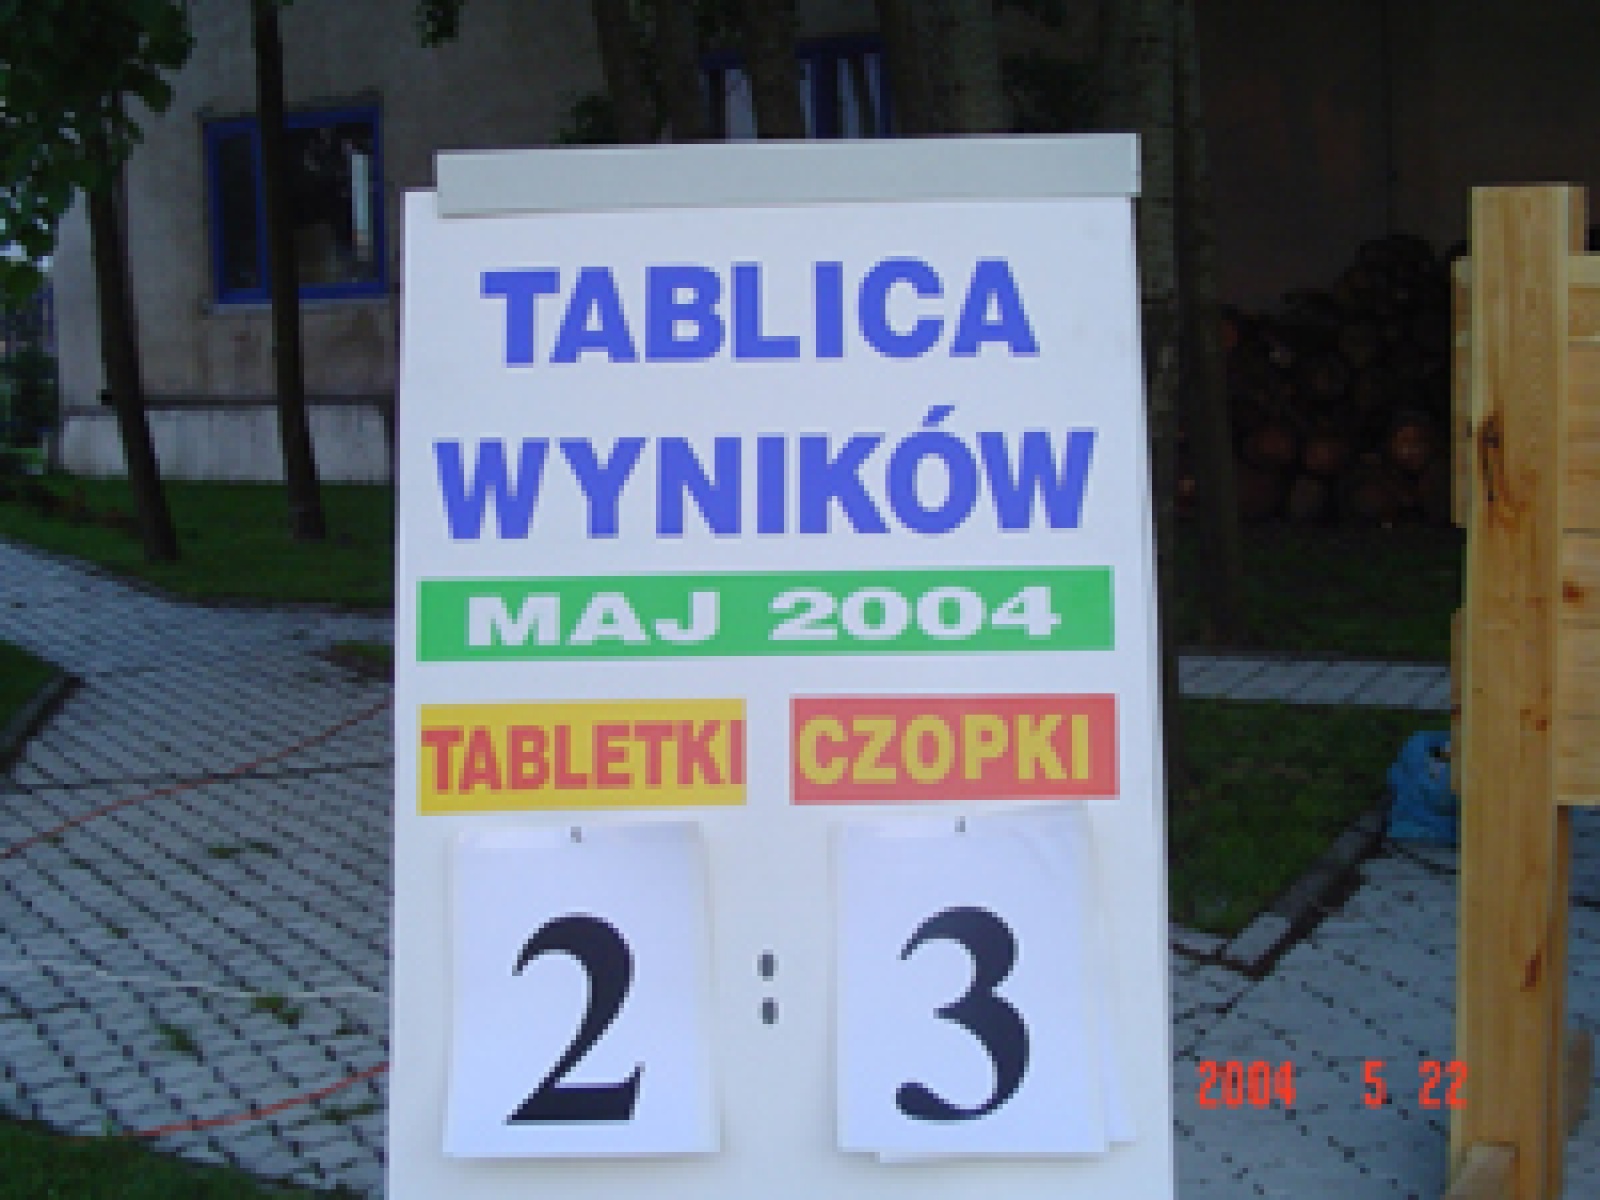 TABLICA
WYNIKÓW
MAJ 2004
TABLETKI CZOPKI
2 : 3
2004 5 22